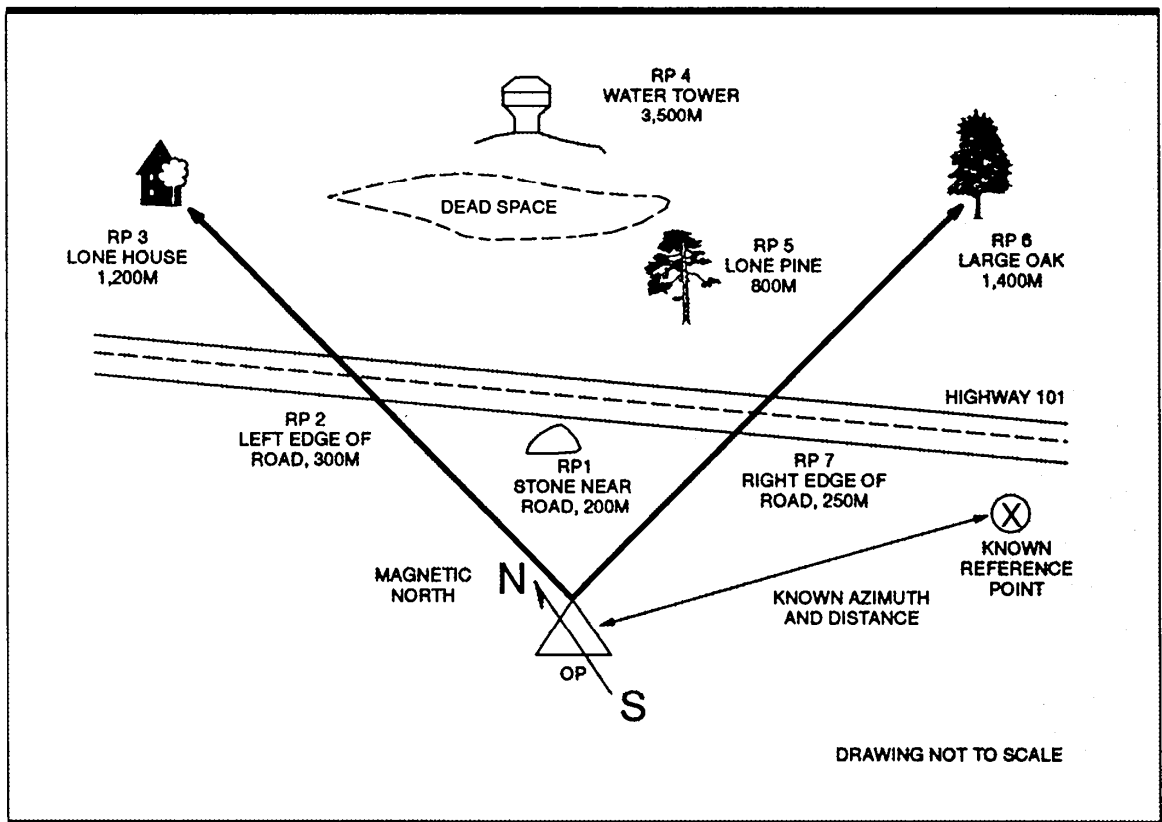 RP 4
WATER TOWER
3,500M
DEAD SPACE
RP 3
LONE HOUSE
1,200M
RP 5
LONE PINE
800M
RP 6
LARGE OAK
1,400M
HIGHWAY 101
RP 2
LEFT EDGE OF
ROAD, 300M
RP1
STONE NEAR
ROAD, 200M
RP 7
RIGHT EDGE OF
ROAD, 250M
X
KNOWN
REFERENCE
POINT
MAGNETIC
NORTH
N
KNOWN AZIMUTH
AND DISTANCE
OP
S
DRAWING NOT TO SCALE